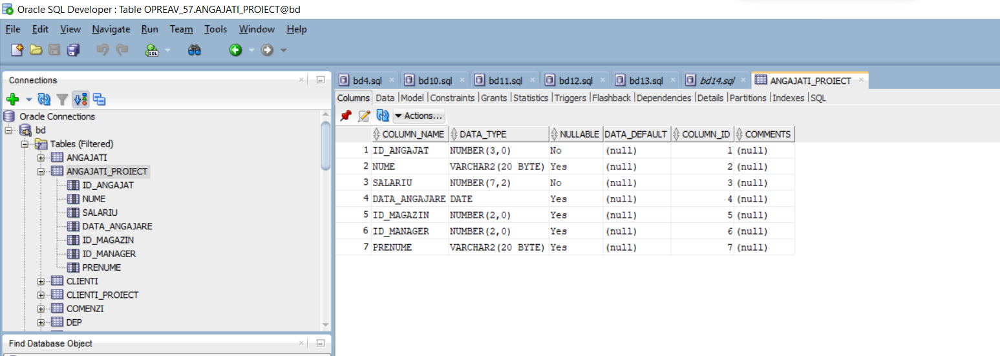 Oracle SQL Developer : Table OPREAV_57.ANGAJATI_PROIECT@bd
File Edit View Navigate Run Team Tools Window Help
SQL
Connections
Oracle Connections
bd
Tables (Filtered)
ANGAJATI
ANGAJATI_PROIECT
ID_ANGAJAT
NUME
SALARIU
DATA_ANGAJARE
ID_MAGAZIN
ID_MANAGER
PRENUME
CLIENTI
CLIENTI_PROIECT
COMENZI
DEP
Find Database Object
bd4.sql bd10.sql bd11.sql bd12.sql bd13.sql bd14.sql ANGAJATI_PROIECT
Columns Data Model Constraints Grants Statistics Triggers Flashback Dependencies Details Partitions Indexes SQL
Actions...
COLUMN_NAME DATA_TYPE NULLABLE DATA_DEFAULT COLUMN_ID COMMENTS
1 ID_ANGAJAT NUMBER(3,0) No (null) 1 (null)
2 NUME VARCHAR2(20 BYTE) Yes (null) 2 (null)
3 SALARIU NUMBER(7,2) No (null) 3 (null)
4 DATA_ANGAJARE DATE Yes (null) 4 (null)
5 ID_MAGAZIN NUMBER(2,0) Yes (null) 5 (null)
6 ID_MANAGER NUMBER(2,0) Yes (null) 6 (null)
7 PRENUME VARCHAR2(20 BYTE) Yes (null) 7 (null)